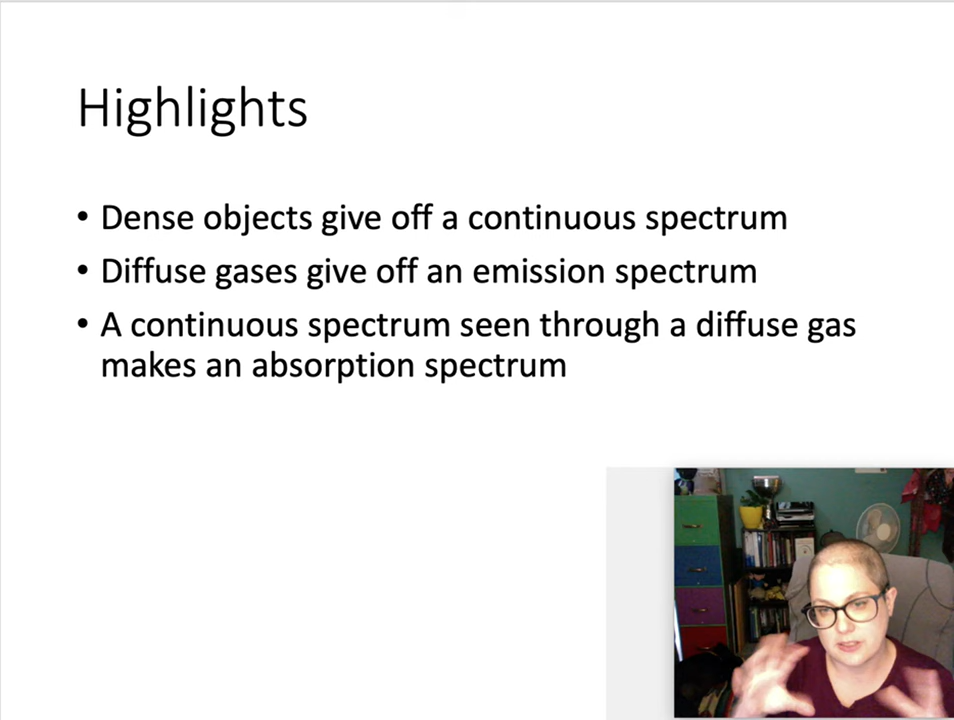 Highlights
• Dense objects give off a continuous spectrum
• Diffuse gases give off an emission spectrum
• A continuous spectrum seen through a diffuse gas
makes an absorption spectrum